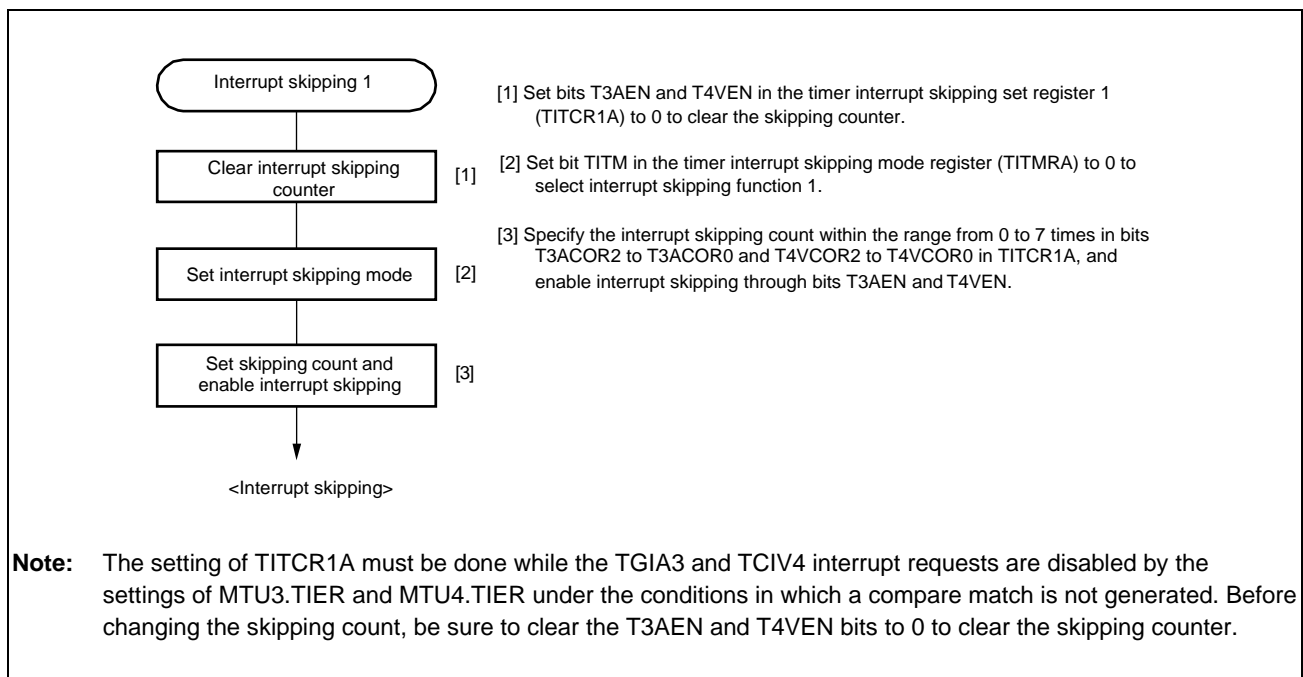 Interrupt skipping 1
[1] Set bits T3AEN and T4VEN in the timer interrupt skipping set register 1
(TITCR1A) to 0 to clear the skipping counter.
Clear interrupt skipping
counter
[1]
[2] Set bit TITM in the timer interrupt skipping mode register (TITMRA) to 0 to
select interrupt skipping function 1.
[3] Specify the interrupt skipping count within the range from 0 to 7 times in bits
T3ACOR2 to T3ACOR0 and T4VCOR2 to T4VCOR0 in TITCR1A, and
enable interrupt skipping through bits T3AEN and T4VEN.
Set interrupt skipping mode
[2]
Set skipping count and
enable interrupt skipping
[3]
<Interrupt skipping>
Note: The setting of TITCR1A must be done while the TGIA3 and TCIV4 interrupt requests are disabled by the
settings of MTU3.TIER and MTU4.TIER under the conditions in which a compare match is not generated. Before
changing the skipping count, be sure to clear the T3AEN and T4VEN bits to 0 to clear the skipping counter.